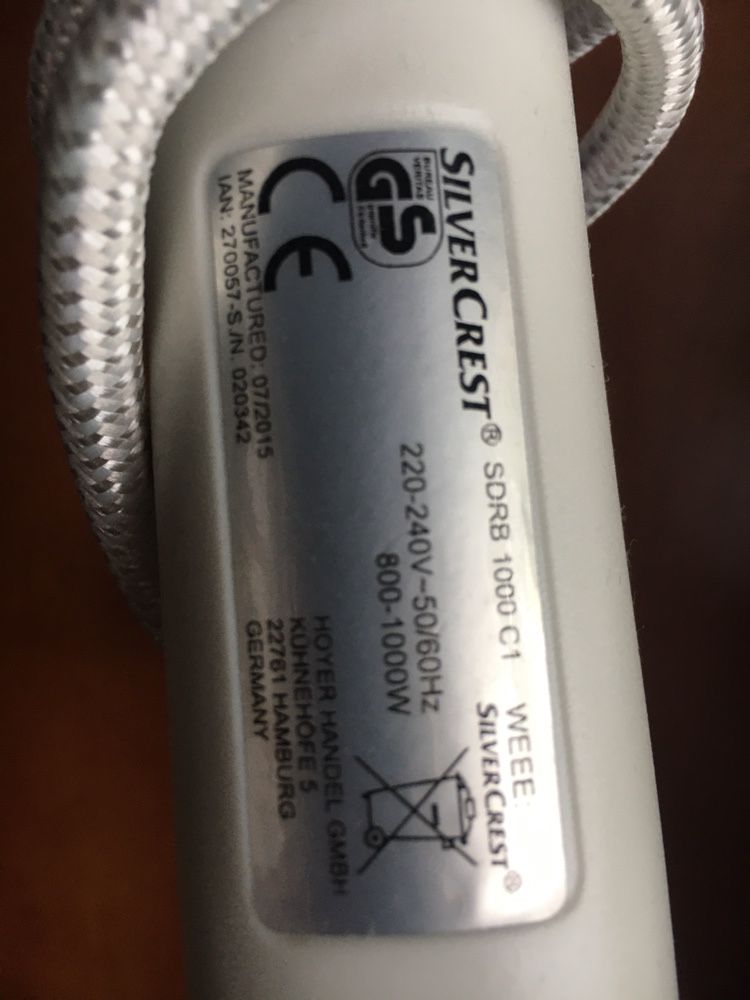 SILVERCREST® SDRB 1000 C1
WEEE:
SILVERCREST®
BUREAU
VERITAS
GS
220-240V~50/60Hz
800-1000W
CE
MANUFACTURED: 07/2015
IAN: 270057-S./N. 020342
HOYER HANDEL GMBH
KÜHNEHÖFE 5
22761 HAMBURG
GERMANY